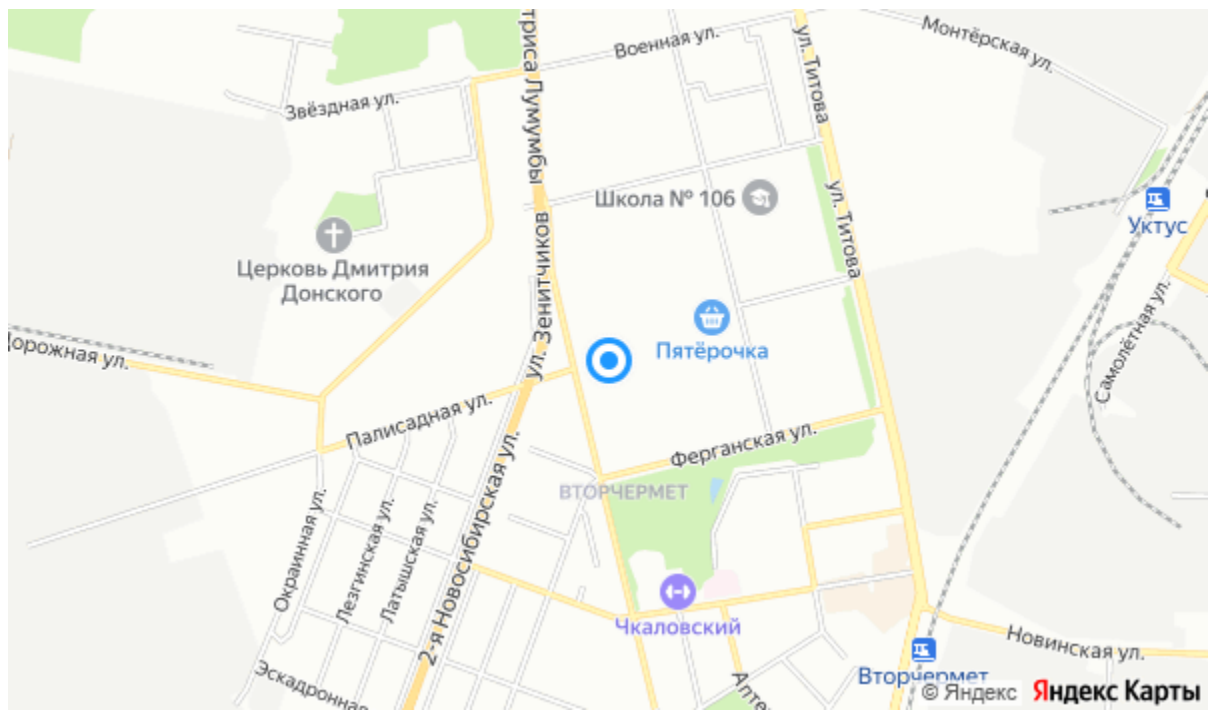 триса Лумумбы
Военная ул.
ул. Титова
Монтёрская ул.
Звёздная ул.
Школа № 106
ул. Титова
Уктус
Церковь Дмитрия
Донского
ул. Зенитчиков
Самолётная ул.
Пятёрочка
Дорожная ул.
Палисадная ул.
Ферганская ул.
ВТОРЧЕРМЕТ
Окраинная ул.
Лезгинская ул.
Латышская ул.
2-я Новосибирская ул.
Чкаловский
Новинская ул.
Эскадронная
Апте
Вторчермет
© Яндекс Яндекс Карты